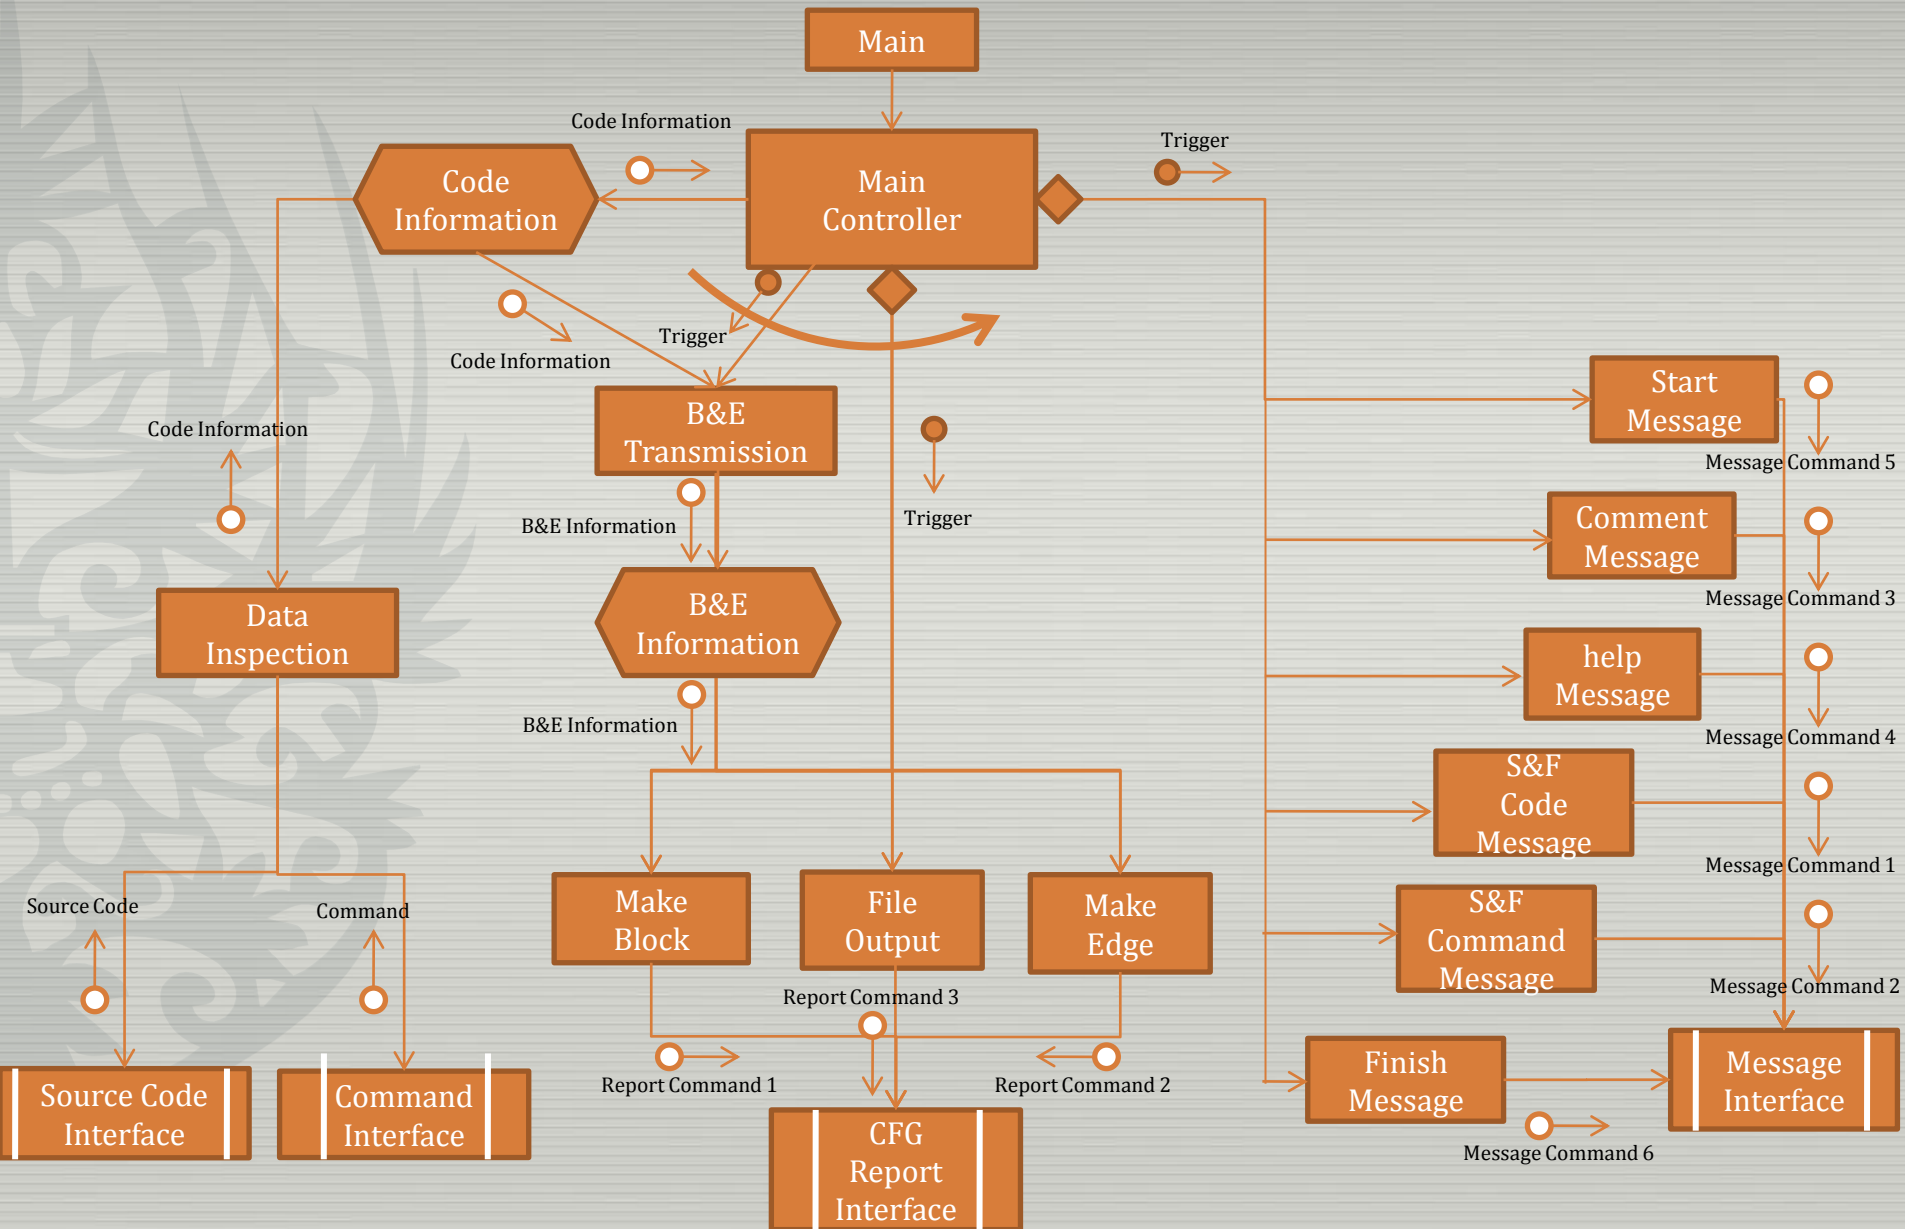 Main
Code Information
Trigger
Code
Information
Main
Controller
Trigger
Code Information
Start
Message
B&E
Transmission
Code Information
Message Command 5
Trigger
B&E Information
Comment
Message
Message Command 3
Data
Inspection
B&E
Information
help
Message
B&E Information
Message Command 4
S&F
Code
Message
Message Command 1
Source Code
Command
Make
Block
File
Output
Make
Edge
S&F
Command
Message
Message Command 2
Report Command 3
Report Command 1
Report Command 2
Source Code
Interface
Command
Interface
CFG
Report
Interface
Finish
Message
Message
Interface
Message Command 6